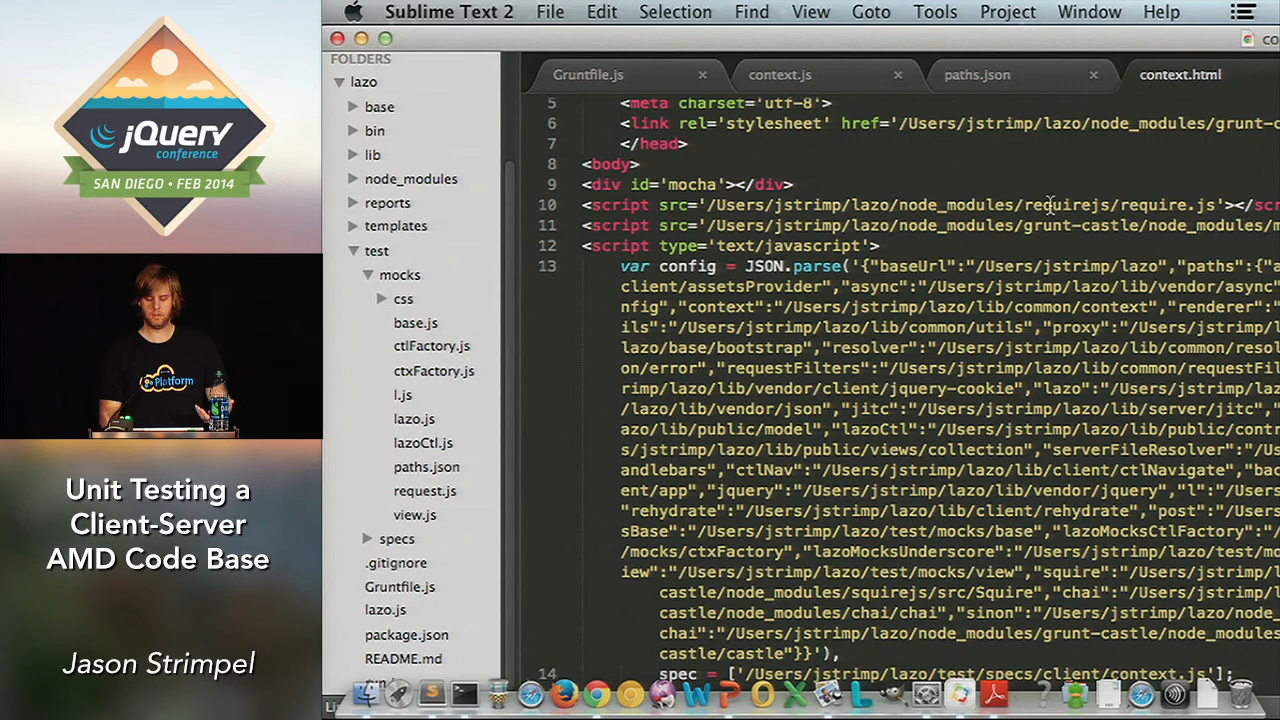 jQuery
conference
SAN DIEGO • FEB 2014
Platform
Unit Testing a
Client-Server
AMD Code Base
Jason Strimpel
Sublime Text 2 File Edit Selection Find View Goto Tools Project Window Help
co
FOLDERS
lazo
base
bin
lib
node_modules
reports
templates
test
mocks
css
base.js
ctlFactory.js
ctxFactory.js
l.js
lazo.js
lazoCtl.js
paths.json
request.js
view.js
specs
.gitignore
Gruntfile.js
lazo.js
package.json
README.md
Gruntfile.js × context.js × paths.json × context.html
5 <meta charset='utf-8'>
6 <link rel='stylesheet' href='/Users/jstrimp/lazo/node_modules/grunt-ca
7 </head>
8 <body>
9 <div id='mocha'></div>
10 <script src='/Users/jstrimp/lazo/node_modules/requirejs/require.js'></scr
11 <script src='/Users/jstrimp/lazo/node_modules/grunt-castle/node_modules/m
12 <script type='text/javascript'>
13 var config = JSON.parse('{"baseUrl":"/Users/jstrimp/lazo","paths":{"a
client/assetsProvider","async":"/Users/jstrimp/lazo/lib/vendor/async"
nfig","context":"/Users/jstrimp/lazo/lib/common/context","renderer":"
ils":"/Users/jstrimp/lazo/lib/common/utils","proxy":"/Users/jstrimp/l
lazo/base/bootstrap","resolver":"/Users/jstrimp/lazo/lib/common/resol
on/error","requestFilters":"/Users/jstrimp/lazo/lib/common/requestFil
rimp/lazo/lib/vendor/client/jquery-cookie","lazo":"/Users/jstrimp/laz
/lazo/lib/vendor/json","jitc":"/Users/jstrimp/lazo/lib/server/jitc","
lazo/lib/public/model","lazoCtl":"/Users/jstrimp/lazo/lib/public/contr
s/jstrimp/lazo/lib/public/views/collection","serverFileResolver":"/Us
andlebars","ctlNav":"/Users/jstrimp/lazo/lib/client/ctlNavigate","bac
ent/app","jquery":"/Users/jstrimp/lazo/lib/vendor/jquery","l":"/Users
"rehydrate":"/Users/jstrimp/lazo/lib/client/rehydrate","post":"/Users
sBase":"/Users/jstrimp/lazo/test/mocks/base","lazoMocksCtlFactory":"/
/mocks/ctxFactory","lazoMocksUnderscore":"/Users/jstrimp/lazo/test/mo
iew":"/Users/jstrimp/lazo/test/mocks/view","squire":"/Users/jstrimp/l
castle/node_modules/squirejs/src/Squire","chai":"/Users/jstrimp/lazo/
castle/node_modules/chai/chai","sinon":"/Users/jstrimp/lazo/node_
chai":"/Users/jstrimp/lazo/node_modules/grunt-castle/node_modules
castle/castle"}}'),
14 spec = ['/Users/jstrimp/lazo/test/specs/client/context.js'];